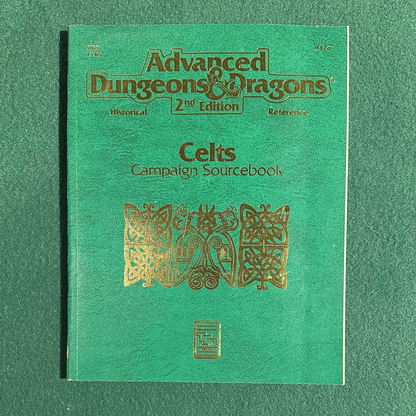 Advanced
Dungeons & Dragons®
2nd Edition
Historical Reference
Celts
Campaign Sourcebook